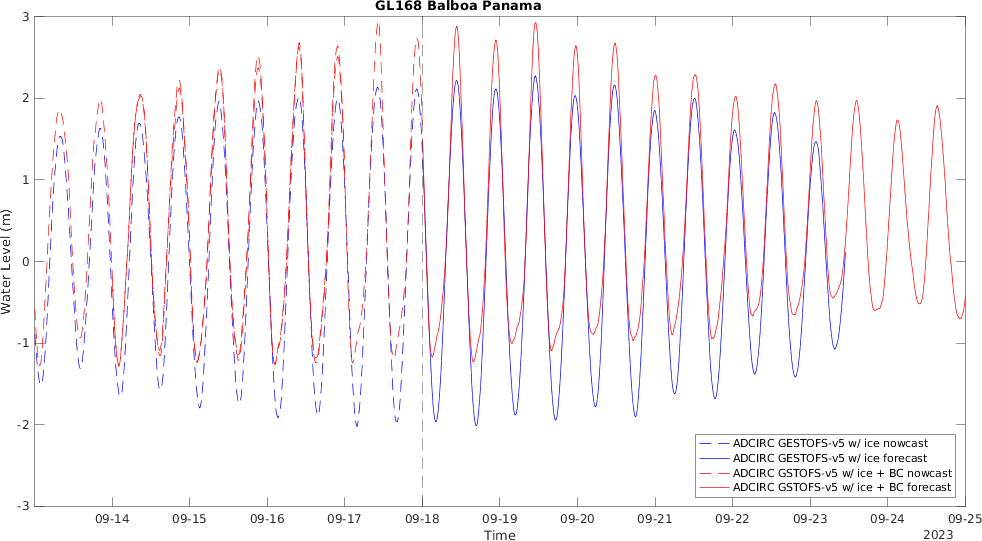 GL168 Balboa Panama
3
2
1
0
-1
-2
-3
Water Level (m)
ADCIRC GESTOFS-v5 w/ ice nowcast
ADCIRC GESTOFS-v5 w/ ice forecast
ADCIRC GSTOFS-v5 w/ ice + BC nowcast
ADCIRC GSTOFS-v5 w/ ice + BC forecast
09-14 09-15 09-16 09-17 09-18 09-19 09-20 09-21 09-22 09-23 09-24 09-25
Time
2023